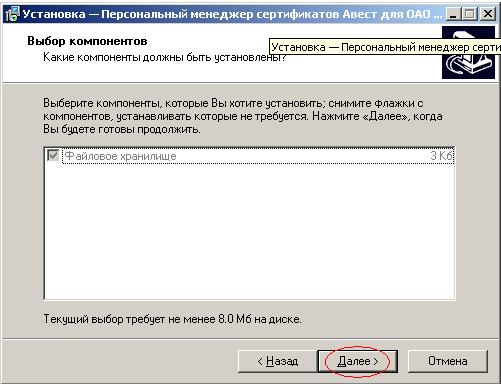 Установка — Персональный менеджер сертификатов Авест для ОАО ...
Выбор компонентов
Установка — Персональный менеджер серти
Какие компоненты должны быть установлены?
Выберите компоненты, которые Вы хотите установить; снимите флажки с
компонентов, устанавливать которые не требуется. Нажмите «Далее», когда
Вы будете готовы продолжить.
Файловое хранилище 3 Кб
Текущий выбор требует не менее 8.0 Мб на диске.
< Назад Далее > Отмена